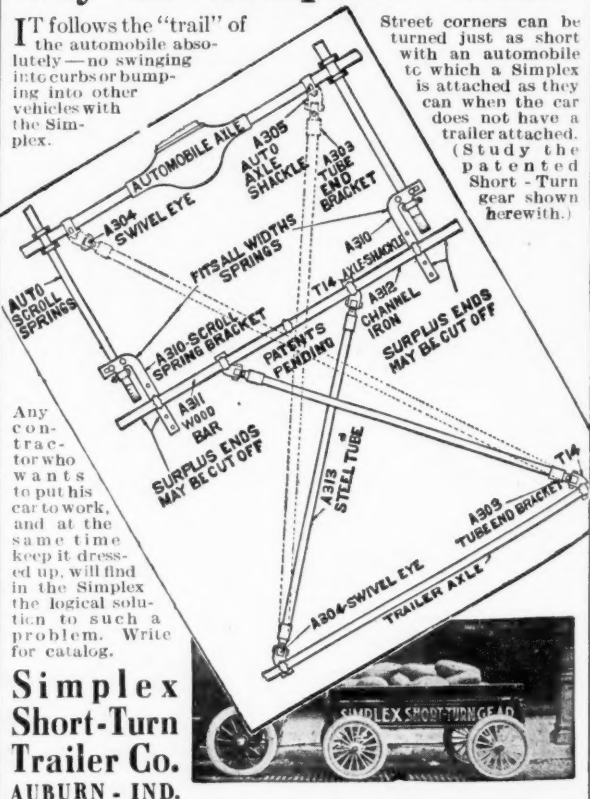 IT follows the "trail" of
the automobile abso-
lutely—no swinging
into curbs or bump-
ing into other
vehicles with
the Sim-
plex.
Street corners can be
turned just as short
with an automobile
to which a Simplex
is attached as they
can when the car
does not have a
trailer attached.
(Study the
patented
Short-Turn
gear shown
herewith.)
AUTOMOBILE AXLE
A305
AUTO
AXLE
SHACKLE
A303
TUBE
END
BRACKET
A304
SWIVEL EYE
FITS ALL WIDTHS
SPRINGS
A310
AUTO
SCROLL
SPRINGS
T14 AXLE SHACKLE
A312
CHANNEL
IRON
SURPLUS ENDS
MAY BE CUT OFF
A310-SCROLL
SPRING BRACKET
PATENTS
PENDING
A311
WOOD
BAR
SURPLUS ENDS
MAY BE CUT OFF
A313
STEEL TUBE
T14
A303
TUBE END BRACKET
A304-SWIVEL EYE
TRAILER AXLE
Any
con-
trac-
tor who
wants
to put his
car to work,
and at the
same time
keep it dress-
ed up, will find
in the Simplex
the logical solu-
tion to such a
problem. Write
for catalog.
SIMPLEX SHORT-TURN GEAR
Simplex
Short-Turn
Trailer Co.
AUBURN - IND.